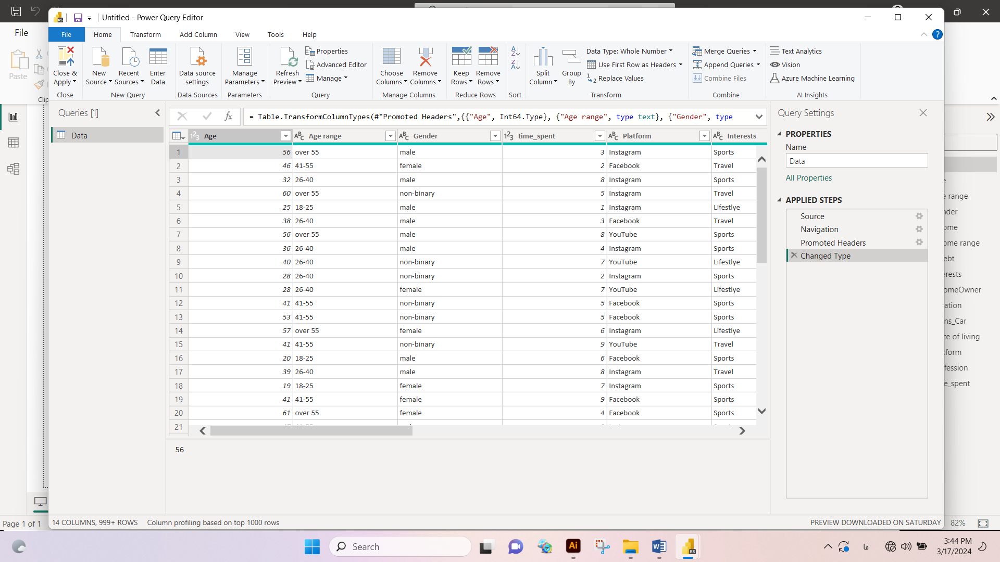 Untitled - Power Query Editor
File
File Home Transform Add Column View Tools Help
Paste
Close & Apply
New Source
Recent Sources
Enter Data
Data source settings
Manage Parameters
Refresh Preview
Properties
Advanced Editor
Manage
Choose Columns
Remove Columns
Keep Rows
Remove Rows
Split Column
Group By
Data Type: Whole Number
Use First Row as Headers
Replace Values
Merge Queries
Append Queries
Combine Files
Text Analytics
Vision
Azure Machine Learning
Close New Query Data Sources Parameters Query Manage Columns Reduce Rows Sort Transform Combine AI Insights
Clip
Queries [1]
Data
= Table.TransformColumnTypes(#"Promoted Headers",{{"Age", Int64.Type}, {"Age range", type text}, {"Gender", type
Age Age range Gender time_spent Platform Interests
1 56 over 55 male 3 Instagram Sports
2 46 41-55 female 2 Facebook Travel
3 32 26-40 male 8 Instagram Sports
4 60 over 55 non-binary 5 Instagram Travel
5 25 18-25 male 1 Instagram Lifestlye
6 38 26-40 male 3 Facebook Travel
7 56 over 55 male 8 YouTube Sports
8 36 26-40 male 4 Instagram Sports
9 40 26-40 non-binary 7 YouTube Lifestlye
10 28 26-40 non-binary 2 Instagram Sports
11 28 26-40 female 7 YouTube Lifestlye
12 41 41-55 non-binary 5 Facebook Sports
13 53 41-55 non-binary 5 Facebook Sports
14 57 over 55 female 6 Instagram Lifestlye
15 41 41-55 non-binary 9 YouTube Travel
16 20 18-25 male 6 Facebook Sports
17 39 26-40 male 8 Instagram Travel
18 19 18-25 female 7 Instagram Sports
19 41 41-55 female 9 Facebook Sports
20 61 over 55 female 4 Facebook Sports
21
56
Query Settings
PROPERTIES
Name
Data
All Properties
APPLIED STEPS
Source
Navigation
Promoted Headers
Changed Type
e
e range
nder
ome
ome range
ebt
erests
omeOwner
ation
ns_Car
ce of living
tform
fession
e_spent
14 COLUMNS, 999+ ROWS Column profiling based on top 1000 rows
PREVIEW DOWNLOADED ON SATURDAY
Page 1 of 1
82%
Search
Ai
فا
3:44 PM
3/17/2024